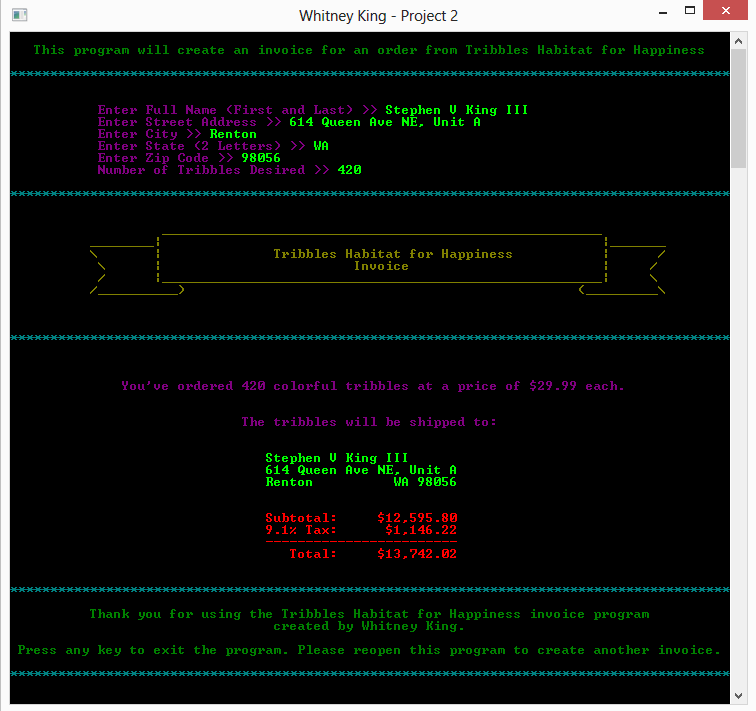 Whitney King - Project 2
This program will create an invoice for an order from Tribbles Habitat for Happiness
******************************************************************************************
Enter Full Name (First and Last) >> Stephen V King III
Enter Street Address >> 614 Queen Ave NE, Unit A
Enter City >> Renton
Enter State (2 Letters) >> WA
Enter Zip Code >> 98056
Number of Tribbles Desired >> 420
******************************************************************************************
Tribbles Habitat for Happiness
Invoice
******************************************************************************************
You've ordered 420 colorful tribbles at a price of $29.99 each.
The tribbles will be shipped to:
Stephen V King III
614 Queen Ave NE, Unit A
Renton          WA 98056
Subtotal:     $12,595.80
9.1% Tax:      $1,146.22
------------------------
Total:     $13,742.02
******************************************************************************************
Thank you for using the Tribbles Habitat for Happiness invoice program
created by Whitney King.
Press any key to exit the program. Please reopen this program to create another invoice.
******************************************************************************************